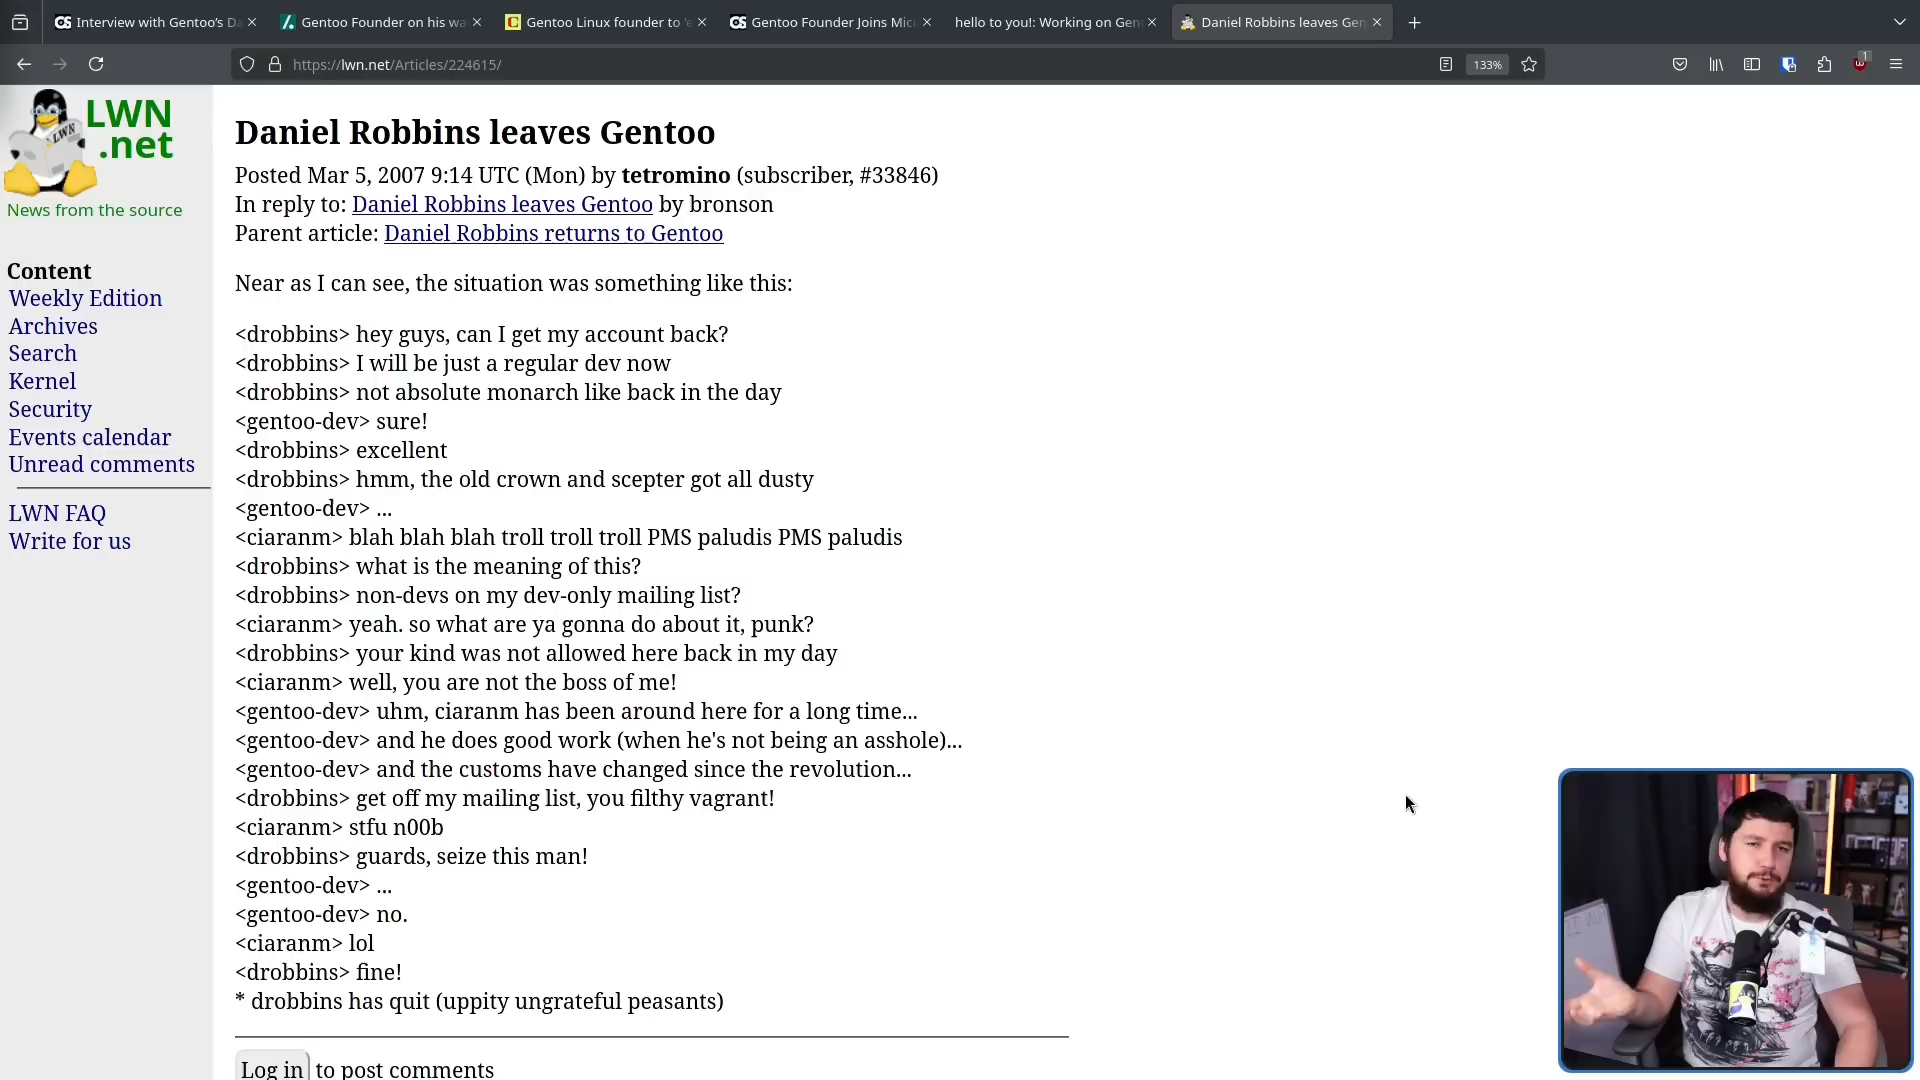 Interview with Gentoo's Da
Gentoo Founder on his wa
Gentoo Linux founder to 'e
Gentoo Founder Joins Mic
hello to you!: Working on Gen
Daniel Robbins leaves Gen
https://lwn.net/Articles/224615/
133%
1
LWN
.net
News from the source
Content
Weekly Edition
Archives
Search
Kernel
Security
Events calendar
Unread comments
LWN FAQ
Write for us
Daniel Robbins leaves Gentoo
Posted Mar 5, 2007 9:14 UTC (Mon) by tetromino (subscriber, #33846)
In reply to: Daniel Robbins leaves Gentoo by bronson
Parent article: Daniel Robbins returns to Gentoo
Near as I can see, the situation was something like this:
<drobbins> hey guys, can I get my account back?
<drobbins> I will be just a regular dev now
<drobbins> not absolute monarch like back in the day
<gentoo-dev> sure!
<drobbins> excellent
<drobbins> hmm, the old crown and scepter got all dusty
<gentoo-dev> ...
<ciaranm> blah blah blah troll troll troll PMS paludis PMS paludis
<drobbins> what is the meaning of this?
<drobbins> non-devs on my dev-only mailing list?
<ciaranm> yeah. so what are ya gonna do about it, punk?
<drobbins> your kind was not allowed here back in my day
<ciaranm> well, you are not the boss of me!
<gentoo-dev> uhm, ciaranm has been around here for a long time...
<gentoo-dev> and he does good work (when he's not being an asshole)...
<gentoo-dev> and the customs have changed since the revolution...
<drobbins> get off my mailing list, you filthy vagrant!
<ciaranm> stfu n00b
<drobbins> guards, seize this man!
<gentoo-dev> ...
<gentoo-dev> no.
<ciaranm> lol
<drobbins> fine!
* drobbins has quit (uppity ungrateful peasants)
Log in to post comments